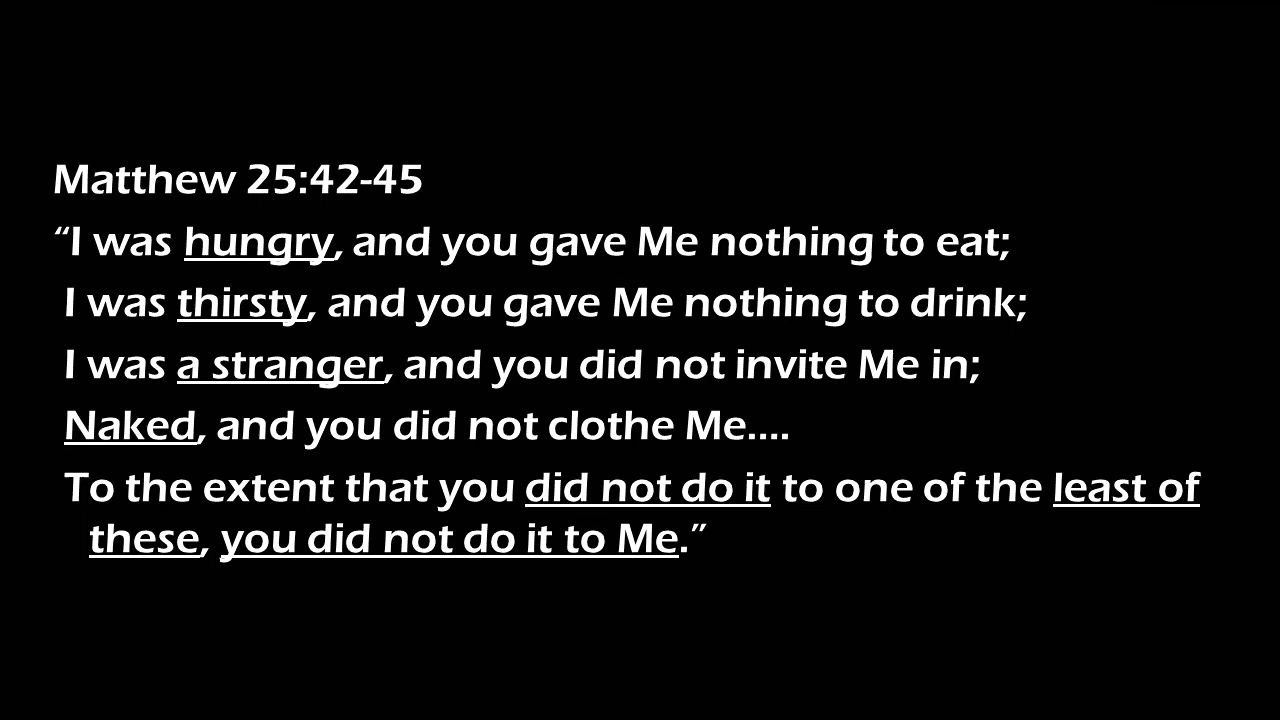 Matthew 25:42-45
“I was hungry, and you gave Me nothing to eat;
I was thirsty, and you gave Me nothing to drink;
I was a stranger, and you did not invite Me in;
Naked, and you did not clothe Me....
To the extent that you did not do it to one of the least of
these, you did not do it to Me.”